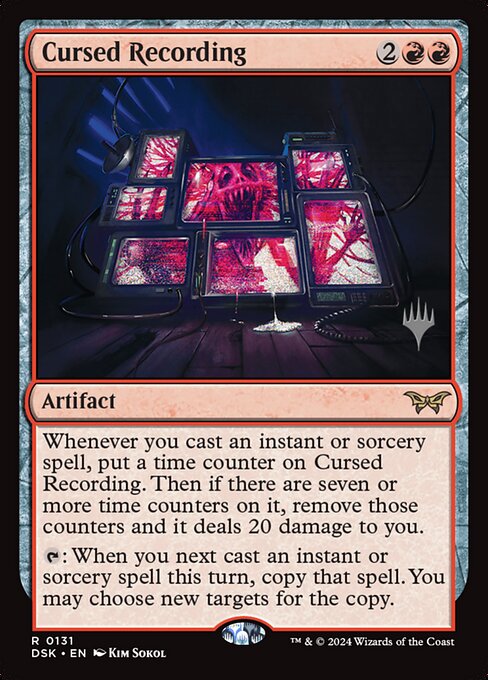 Cursed Recording 2
Artifact
Whenever you cast an instant or sorcery
spell, put a time counter on Cursed
Recording. Then if there are seven or
more time counters on it, remove those
counters and it deals 20 damage to you.
: When you next cast an instant or
sorcery spell this turn, copy that spell. You
may choose new targets for the copy.
R 0131
DSK • EN Kim Sokol
™ & © 2024 Wizards of the Coast